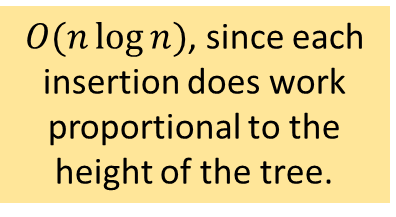 O(n log n), since each
insertion does work
proportional to the
height of the tree.